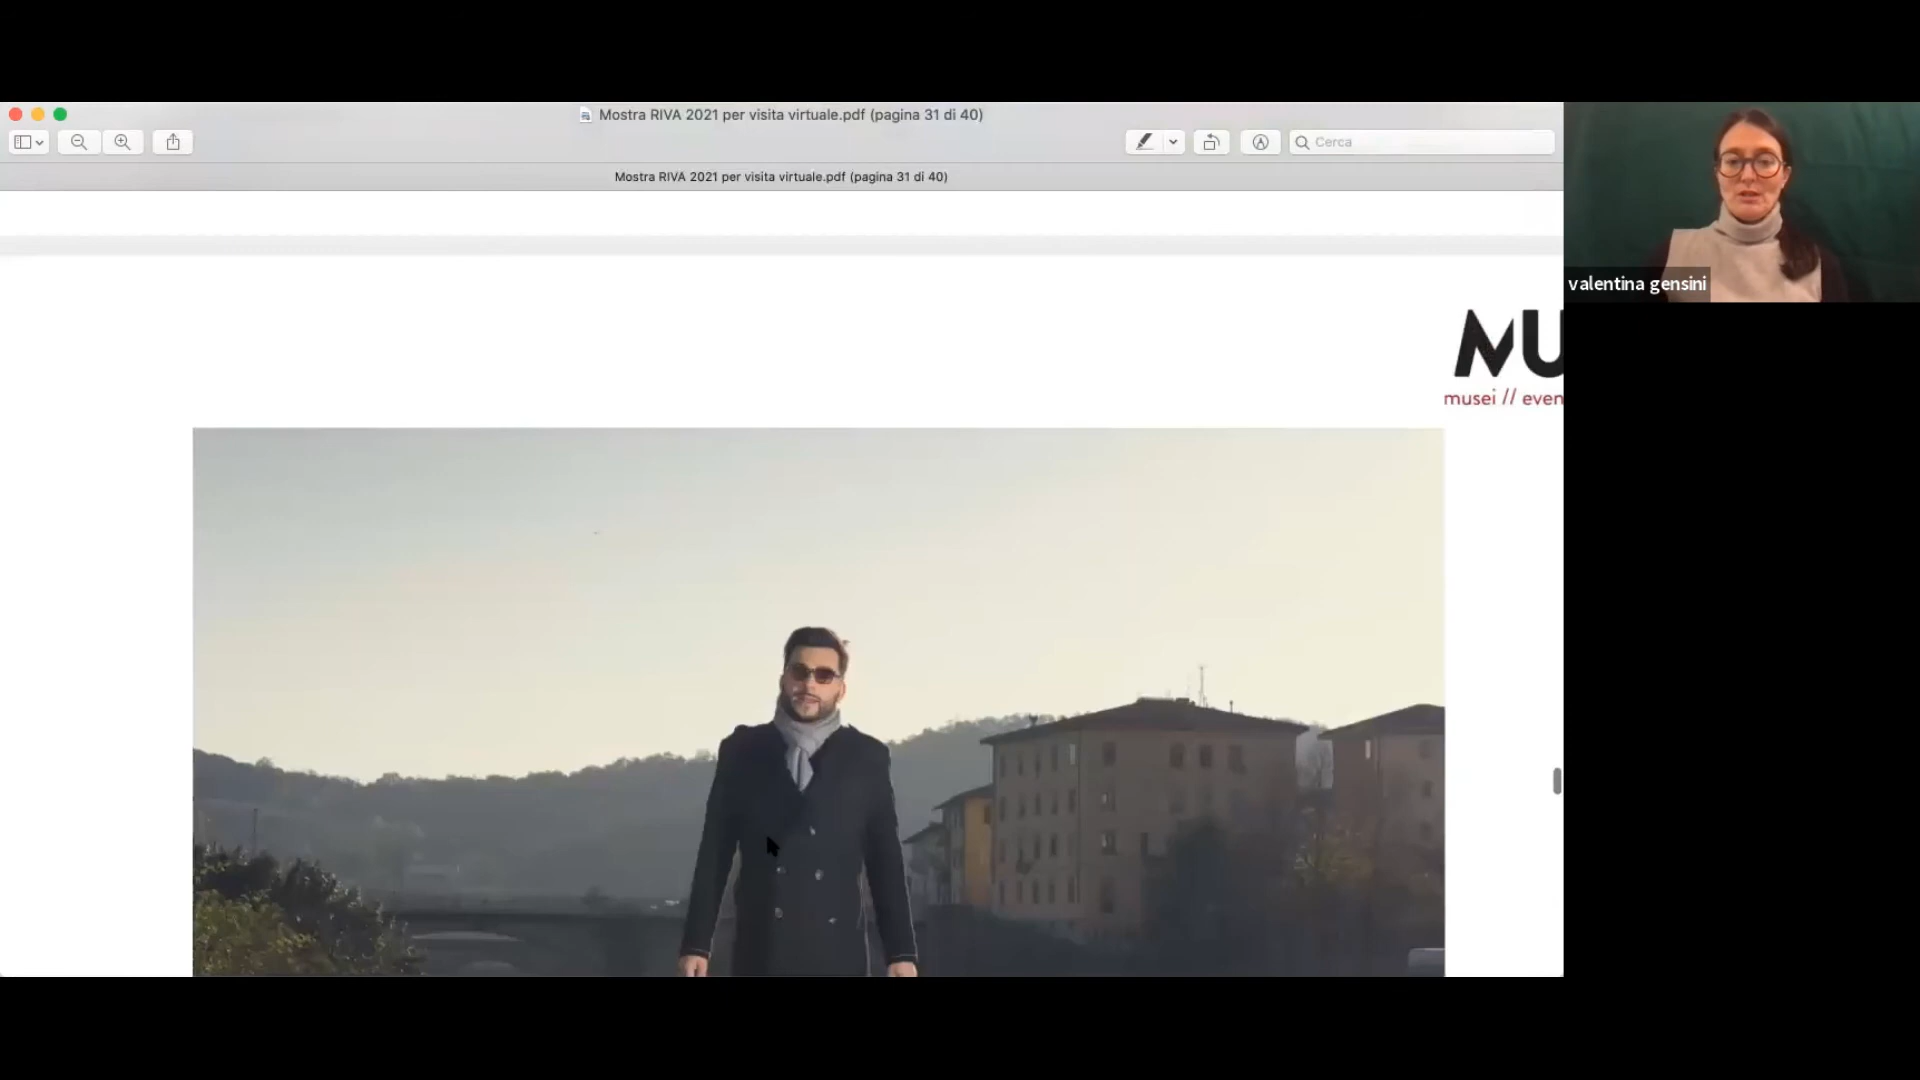 Mostra RIVA 2021 per visita virtuale.pdf (pagina 31 di 40)
Cerca
Mostra RIVA 2021 per visita virtuale.pdf (pagina 31 di 40)
valentina gensini
MU
musei // even